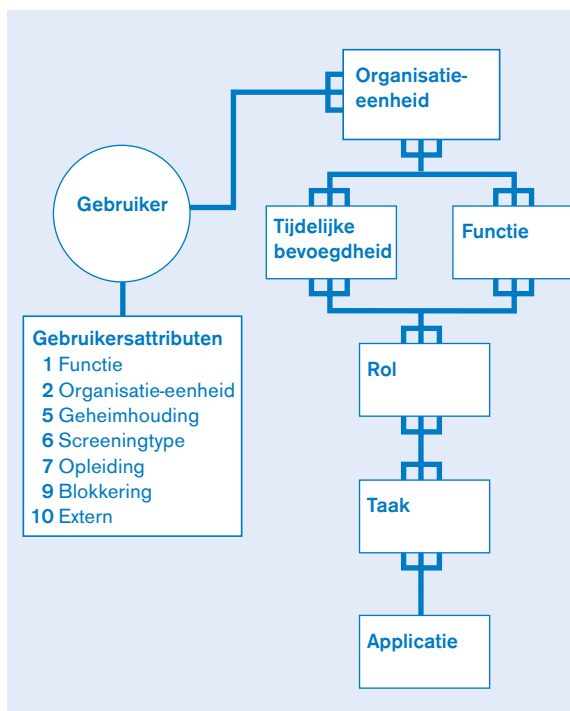 Organisatie-
eenheid
Gebruiker
Tijdelijke
bevoegdheid
Functie
Gebruikersattributen
1 Functie
2 Organisatie-eenheid
5 Geheimhouding
6 Screeningtype
7 Opleiding
9 Blokkering
10 Extern
Rol
Taak
Applicatie